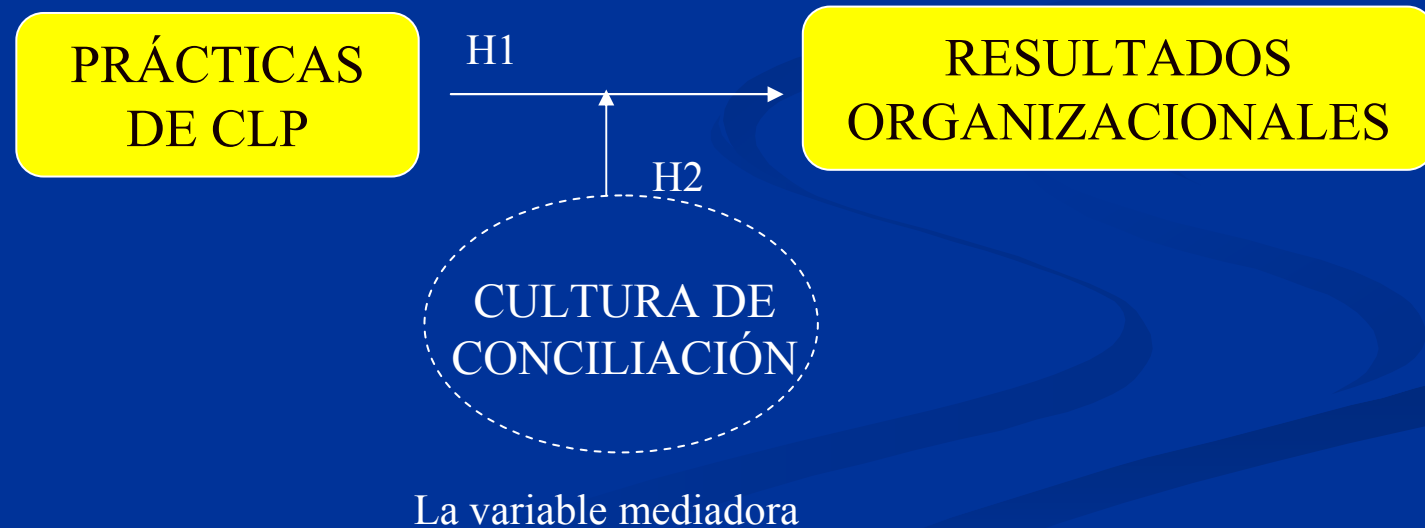 PRÁCTICAS
DE CLP
H1
RESULTADOS
ORGANIZACIONALES
H2
CULTURA DE
CONCILIACIÓN
La variable mediadora